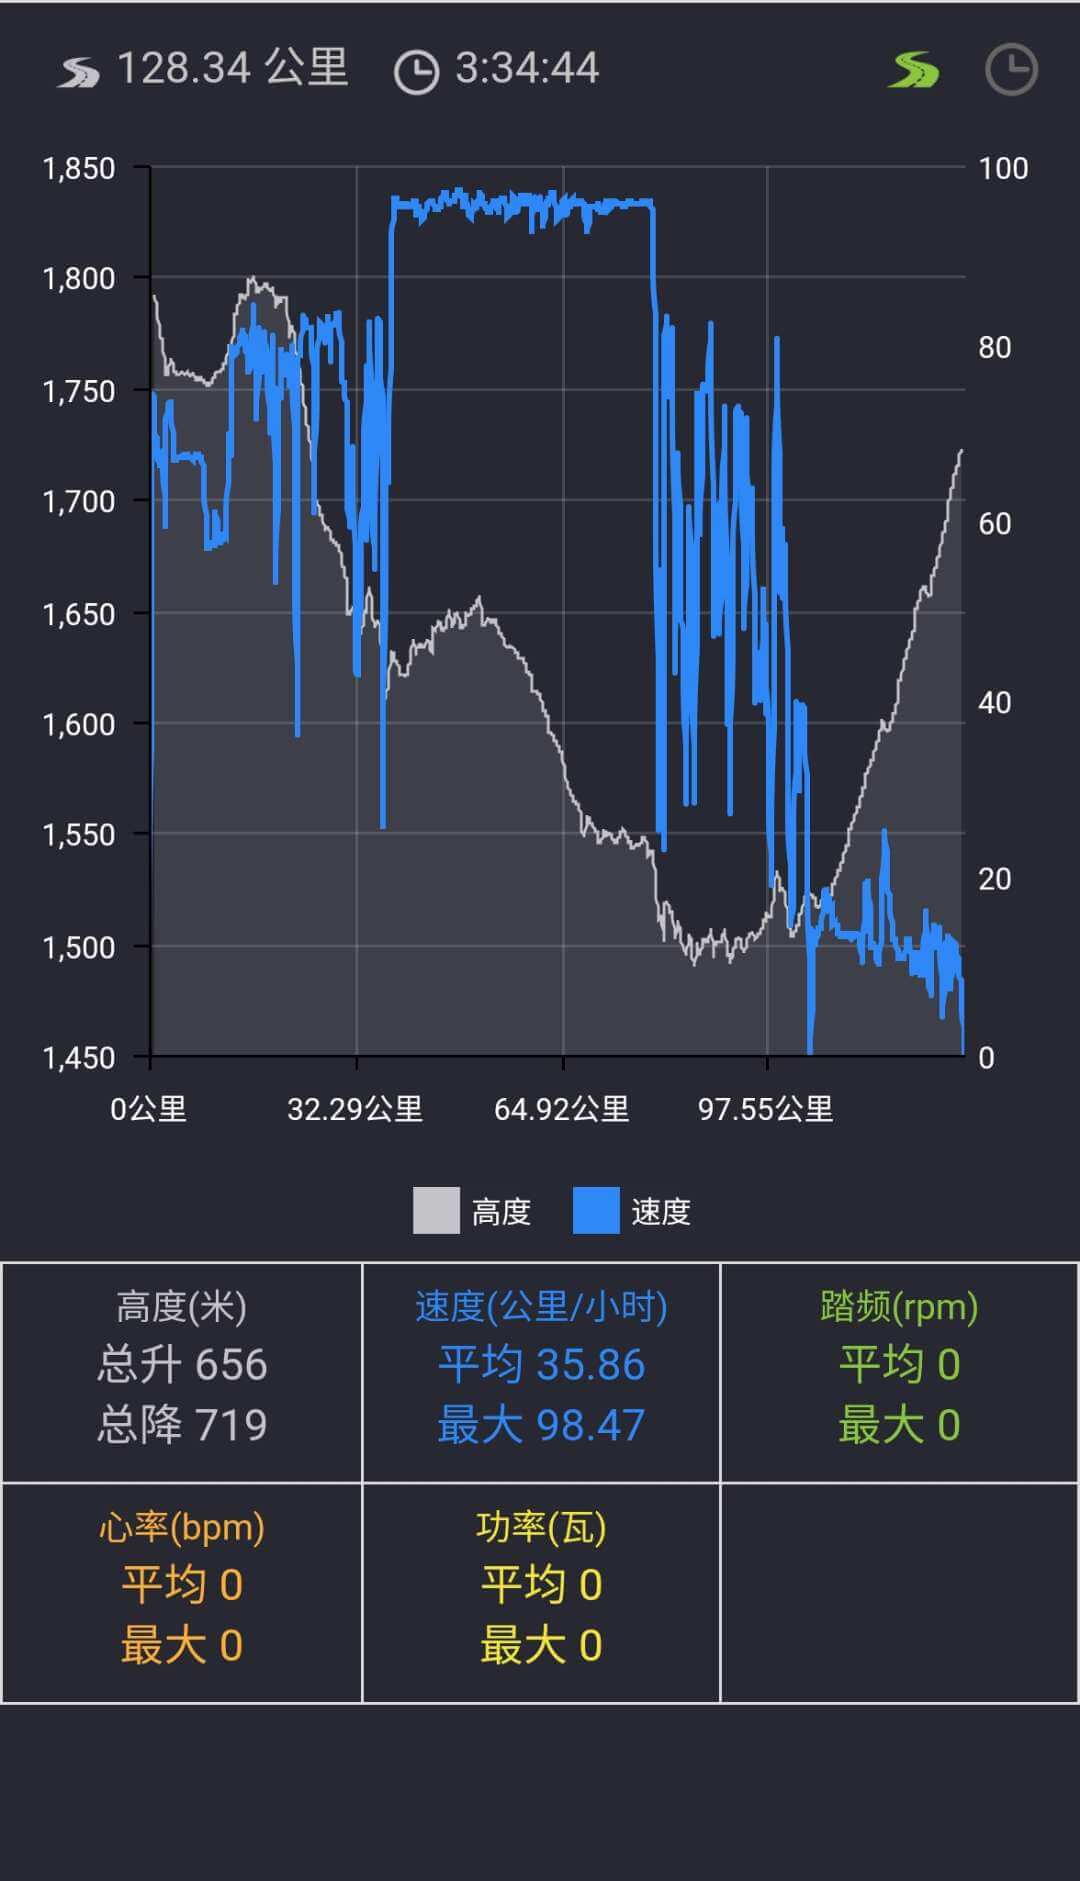 128.34 公里 3:34:44
1,850 100
1,800
80
1,750
1,700
60
1,650
1,600
40
1,550
20
1,500
1,450 0
0公里 32.29公里 64.92公里 97.55公里
高度 速度
高度(米) 速度(公里/小时) 踏频(rpm)
总升 656 平均 35.86 平均 0
总降 719 最大 98.47 最大 0
心率(bpm) 功率(瓦)
平均 0 平均 0
最大 0 最大 0